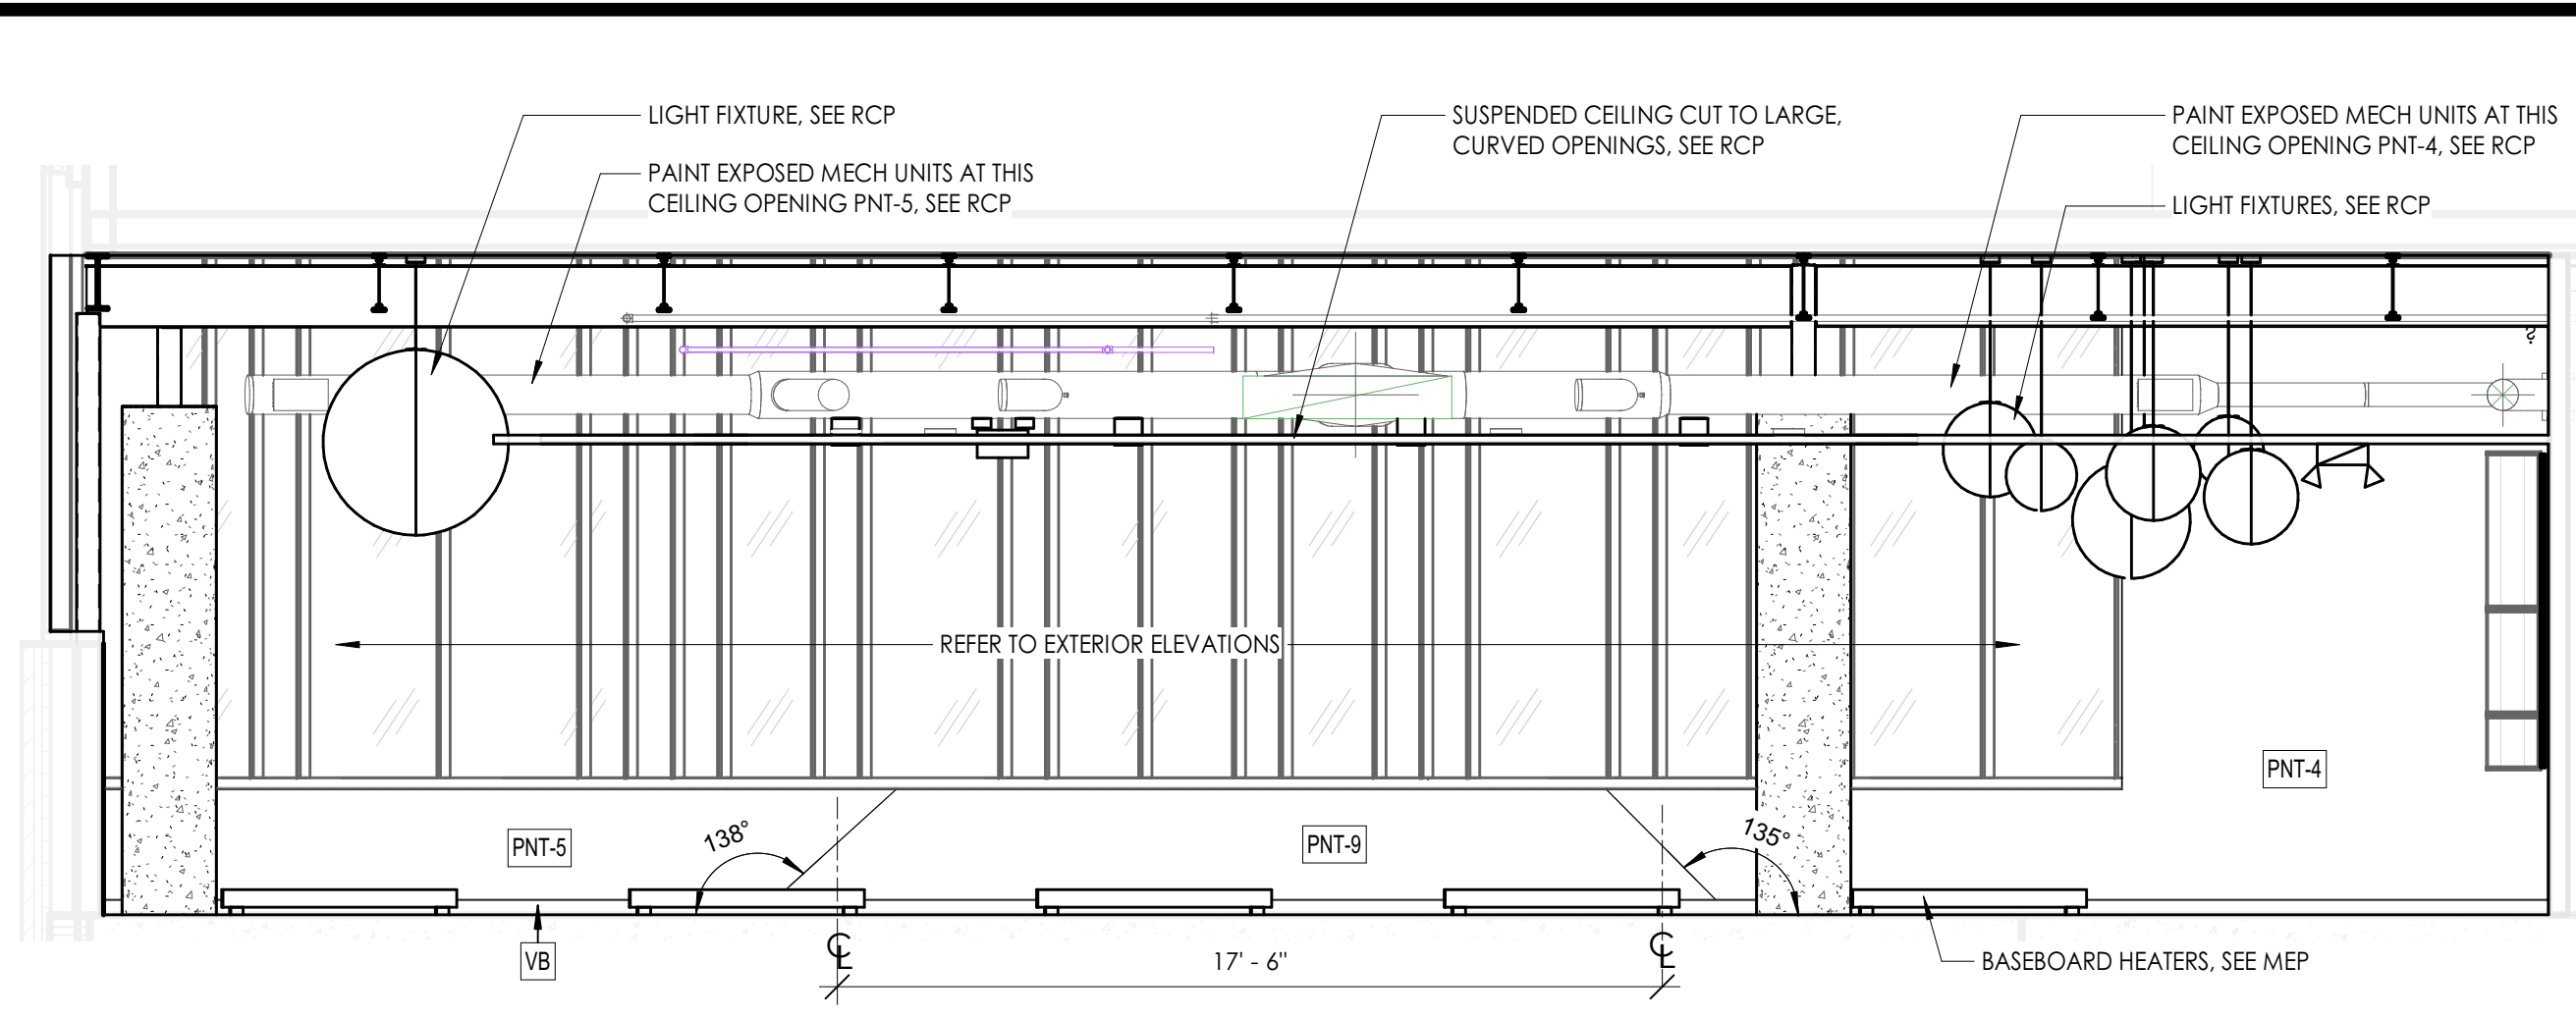 LIGHT FIXTURE, SEE RCP
PAINT EXPOSED MECH UNITS AT THIS
CEILING OPENING PNT-5, SEE RCP
SUSPENDED CEILING CUT TO LARGE,
CURVED OPENINGS, SEE RCP
PAINT EXPOSED MECH UNITS AT THIS
CEILING OPENING PNT-4, SEE RCP
LIGHT FIXTURES, SEE RCP
REFER TO EXTERIOR ELEVATIONS
PNT-4
PNT-5
138°
PNT-9
135°
VB
℄
17' - 6"
℄
BASEBOARD HEATERS, SEE MEP